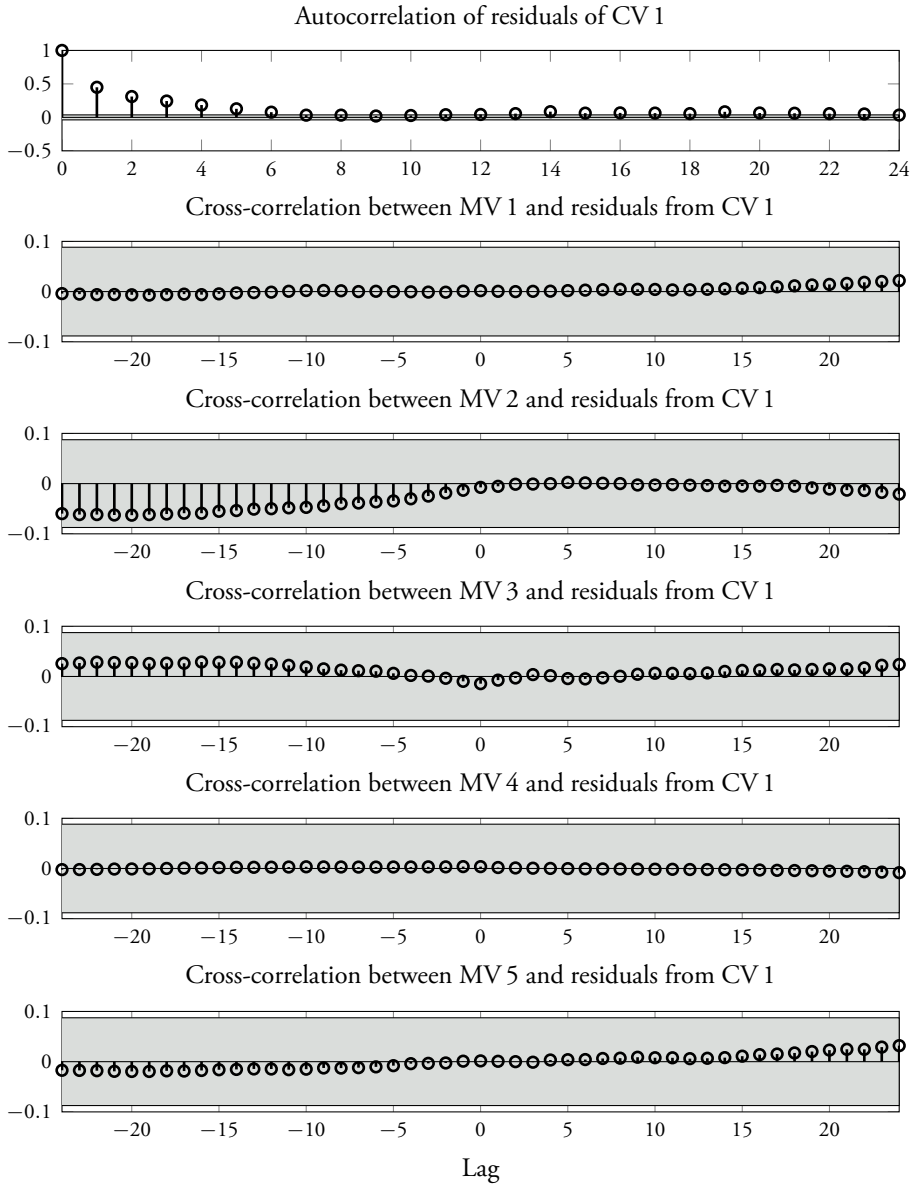 Autocorrelation of residuals of CV 1
1
0.5
0
−0.5
0 2 4 6 8 10 12 14 16 18 20 22 24
Cross-correlation between MV 1 and residuals from CV 1
0.1
0
−0.1
−20 −15 −10 −5 0 5 10 15 20
Cross-correlation between MV 2 and residuals from CV 1
0.1
0
−0.1
−20 −15 −10 −5 0 5 10 15 20
Cross-correlation between MV 3 and residuals from CV 1
0.1
0
−0.1
−20 −15 −10 −5 0 5 10 15 20
Cross-correlation between MV 4 and residuals from CV 1
0.1
0
−0.1
−20 −15 −10 −5 0 5 10 15 20
Cross-correlation between MV 5 and residuals from CV 1
0.1
0
−0.1
−20 −15 −10 −5 0 5 10 15 20
Lag